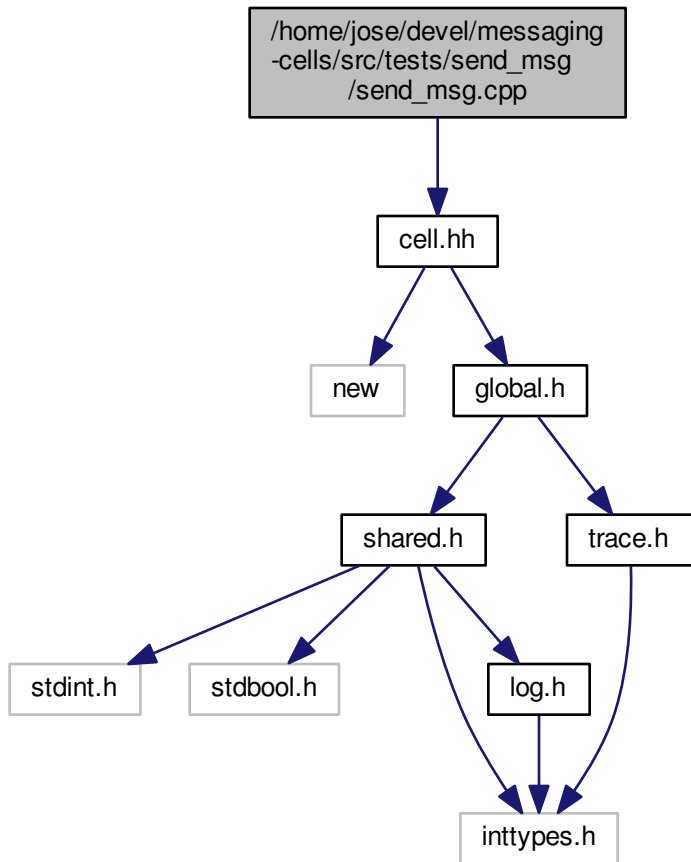 /home/jose/devel/messaging
-cells/src/tests/send_msg
/send_msg.cpp
cell.hh
new
global.h
shared.h
trace.h
stdint.h
stdbool.h
log.h
inttypes.h